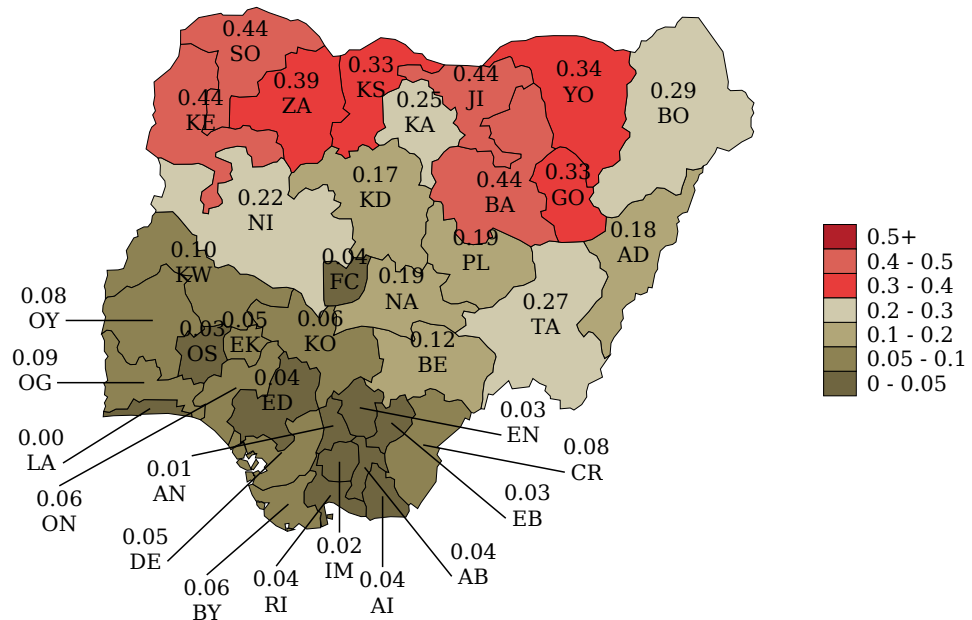 0.44
SO
0.44
KE
0.39
ZA
0.33
KS
0.25
KA
0.44
JI
0.34
YO
0.29
BO
0.22
NI
0.17
KD
0.44
BA
0.33
GO
0.18
AD
0.19
PL
0.10
KW
0.04
FC
0.19
NA
0.27
TA
0.08
OY
0.03
OS
0.05
EK
0.06
KO
0.12
BE
0.09
OG
0.04
ED
0.00
LA
0.06
ON
0.01
AN
0.05
DE
0.06
BY
0.04
RI
0.02
IM
0.04
AI
0.04
AB
0.03
EB
0.03
EN
0.08
CR
0.5+
0.4 - 0.5
0.3 - 0.4
0.2 - 0.3
0.1 - 0.2
0.05 - 0.1
0 - 0.05